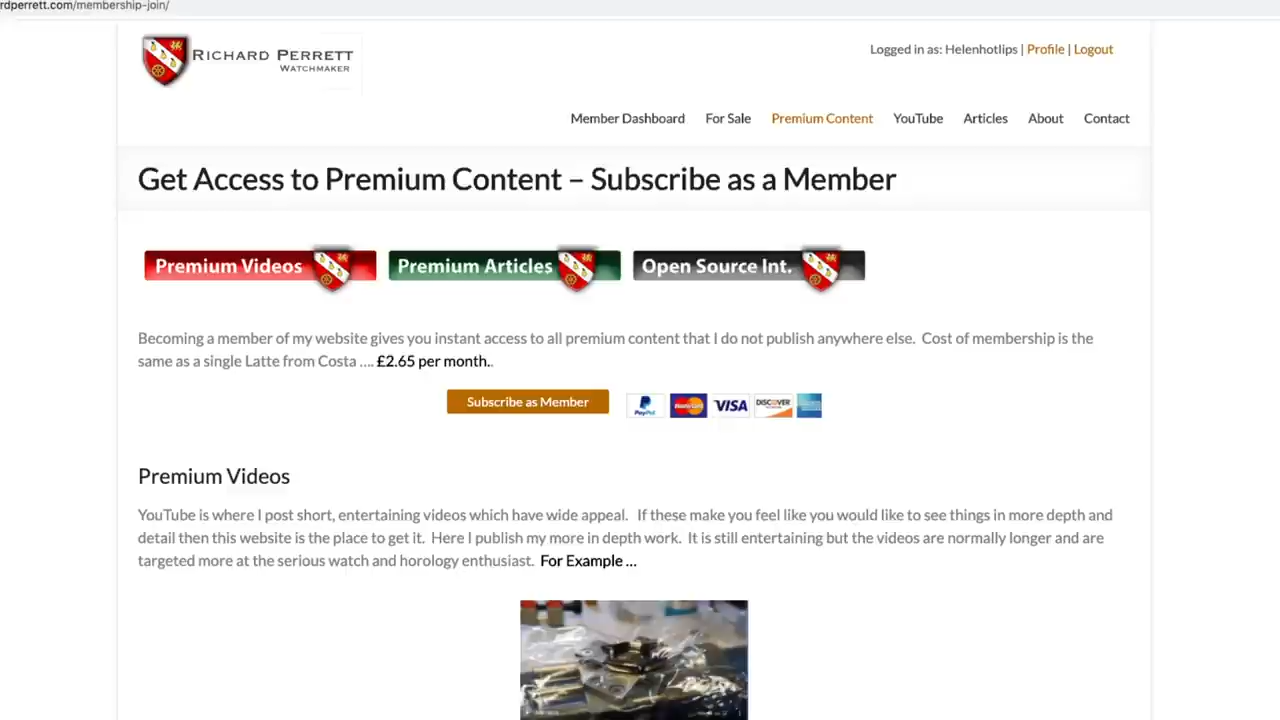 rdperrett.com/membership-join/
RICHARD PERRETT
WATCHMAKER
Logged in as: Helenhotlips | Profile | Logout
Member Dashboard For Sale Premium Content YouTube Articles About Contact
Get Access to Premium Content – Subscribe as a Member
Premium Videos Premium Articles Open Source Int.
Becoming a member of my website gives you instant access to all premium content that I do not publish anywhere else. Cost of membership is the
same as a single Latte from Costa .... £2.65 per month..
Subscribe as Member PayPal MasterCard VISA DISCOVER
Premium Videos
YouTube is where I post short, entertaining videos which have wide appeal. If these make you feel like you would like to see things in more depth and
detail then this website is the place to get it. Here I publish my more in depth work. It is still entertaining but the videos are normally longer and are
targeted more at the serious watch and horology enthusiast. For Example ...